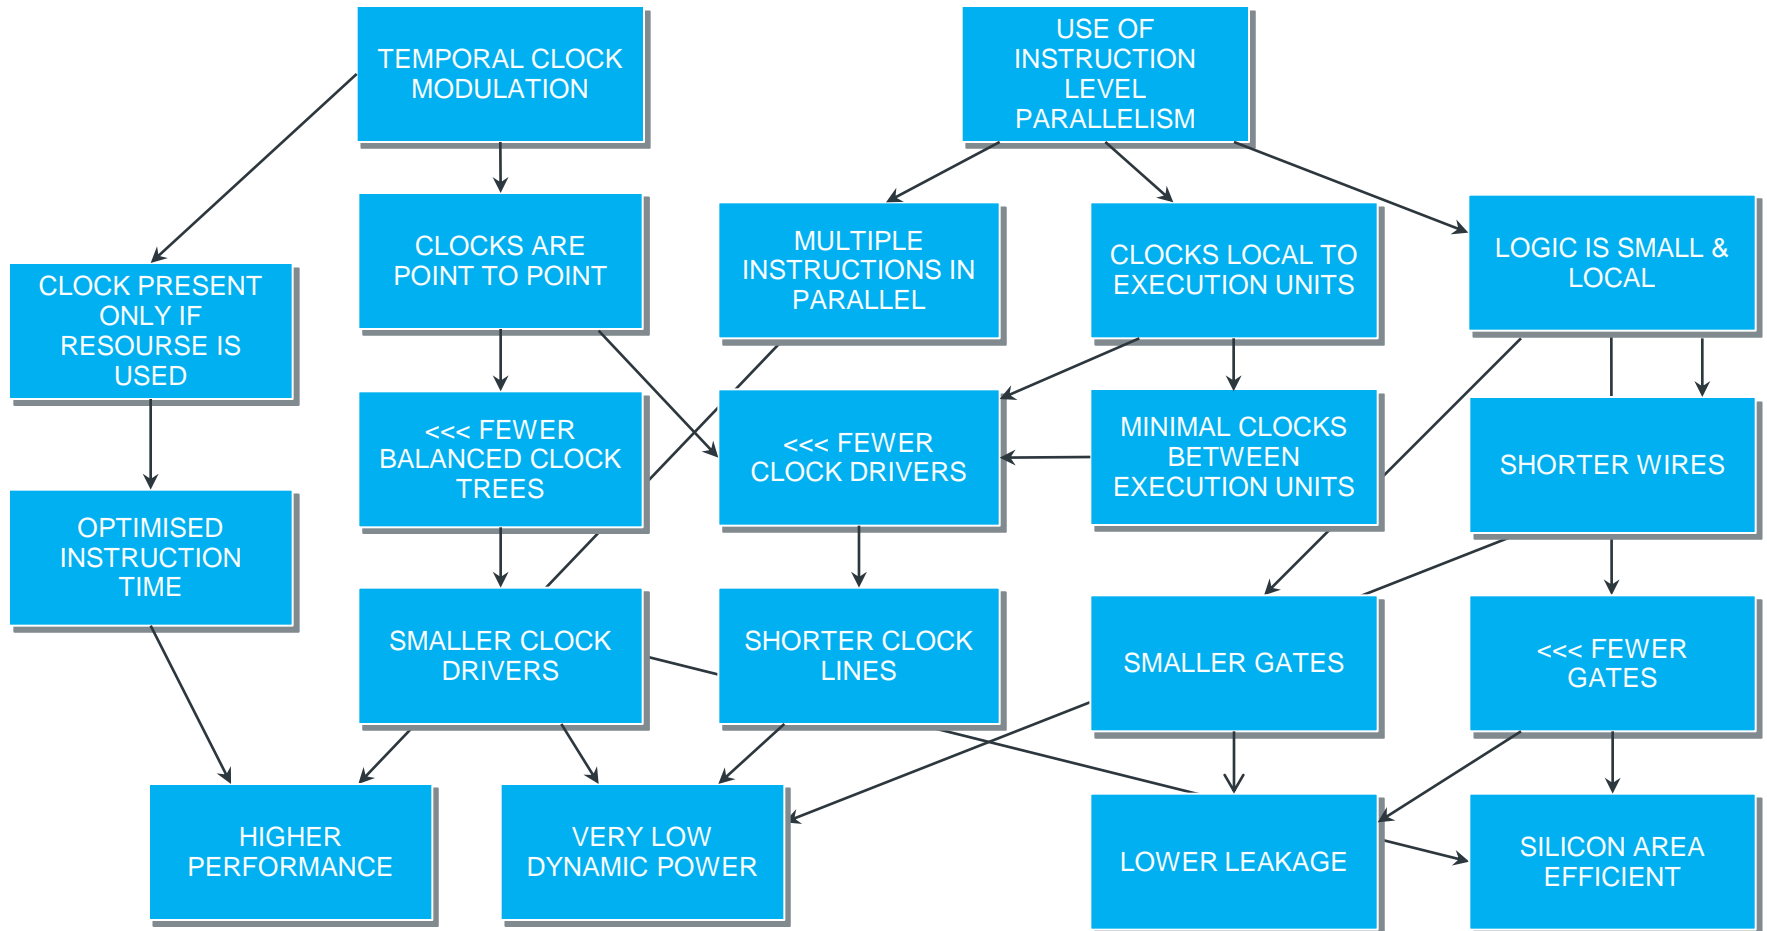 TEMPORAL CLOCK
MODULATION
USE OF
INSTRUCTION
LEVEL
PARALLELISM
CLOCK PRESENT
ONLY IF
RESOURSE IS
USED
CLOCKS ARE
POINT TO POINT
MULTIPLE
INSTRUCTIONS IN
PARALLEL
CLOCKS LOCAL TO
EXECUTION UNITS
LOGIC IS SMALL &
LOCAL
<<< FEWER
BALANCED CLOCK
TREES
<<< FEWER
CLOCK DRIVERS
MINIMAL CLOCKS
BETWEEN
EXECUTION UNITS
SHORTER WIRES
OPTIMISED
INSTRUCTION
TIME
SMALLER CLOCK
DRIVERS
SHORTER CLOCK
LINES
SMALLER GATES
<<< FEWER
GATES
HIGHER
PERFORMANCE
VERY LOW
DYNAMIC POWER
LOWER LEAKAGE
SILICON AREA
EFFICIENT